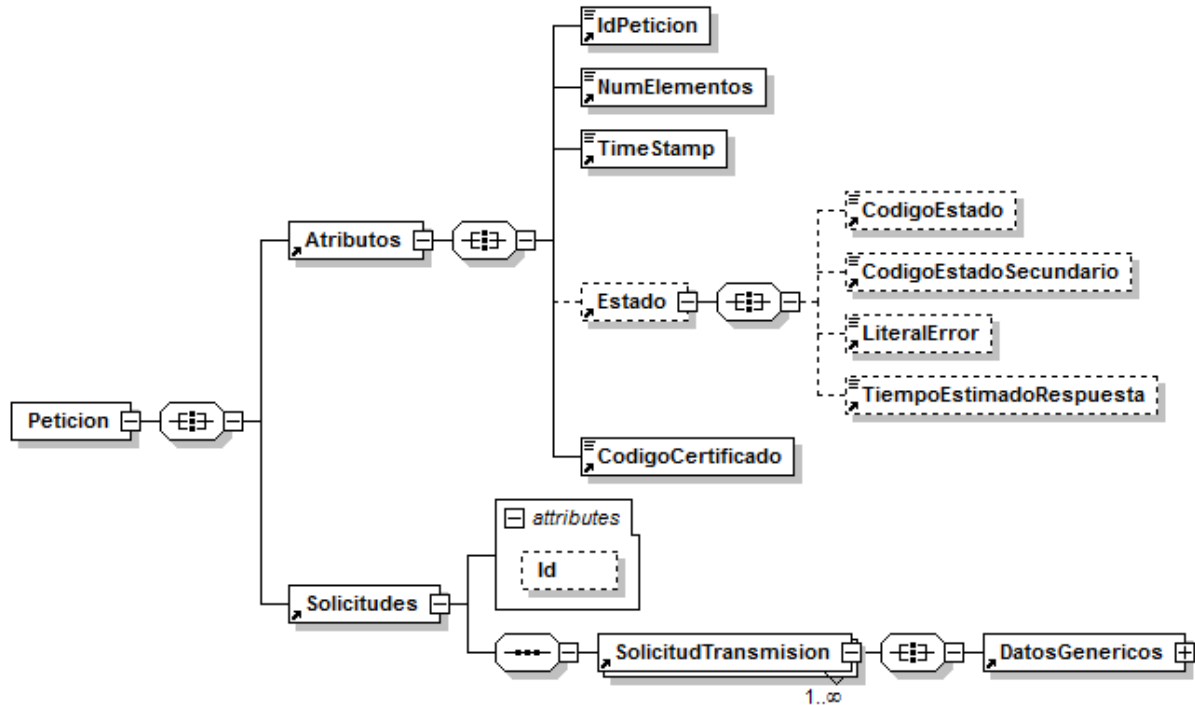 IdPeticion
NumElementos
TimeStamp
CodigoEstado
Atributos
CodigoEstadoSecundario
Estado
LiteralError
TiempoEstimadoRespuesta
Peticion
CodigoCertificado
attributes
Id
Solicitudes
SolicitudTransmision
DatosGenericos
1..∞